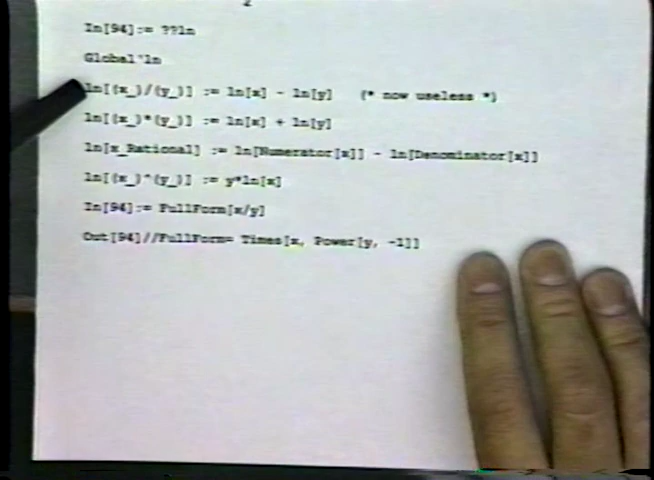 2
In[94]:= ??ln
Global`ln
ln[(x_)/(y_)] := ln[x] - ln[y] (* now useless *)
ln[(x_)*(y_)] := ln[x] + ln[y]
ln[x_Rational] := ln[Numerator[x]] - ln[Denominator[x]]
ln[(x_)^(y_)] := y*ln[x]
In[94]:= FullForm[x/y]
Out[94]//FullForm= Times[x, Power[y, -1]]